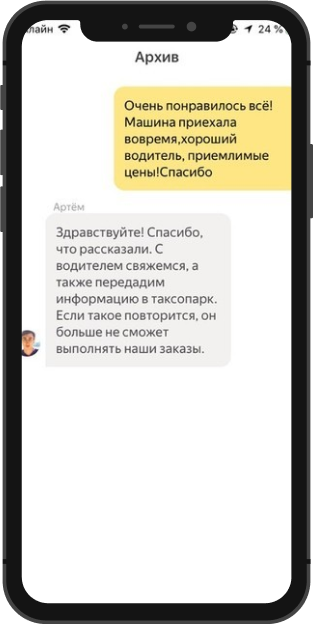 лайн 24 %
Архив
Очень понравилось всё!
Машина приехала
вовремя,хороший
водитель, приемлимые
цены!Спасибо
Артём
Здравствуйте! Спасибо,
что рассказали. С
водителем свяжемся, а
также передадим
информацию в таксопарк.
Если такое повторится, он
больше не сможет
выполнять наши заказы.